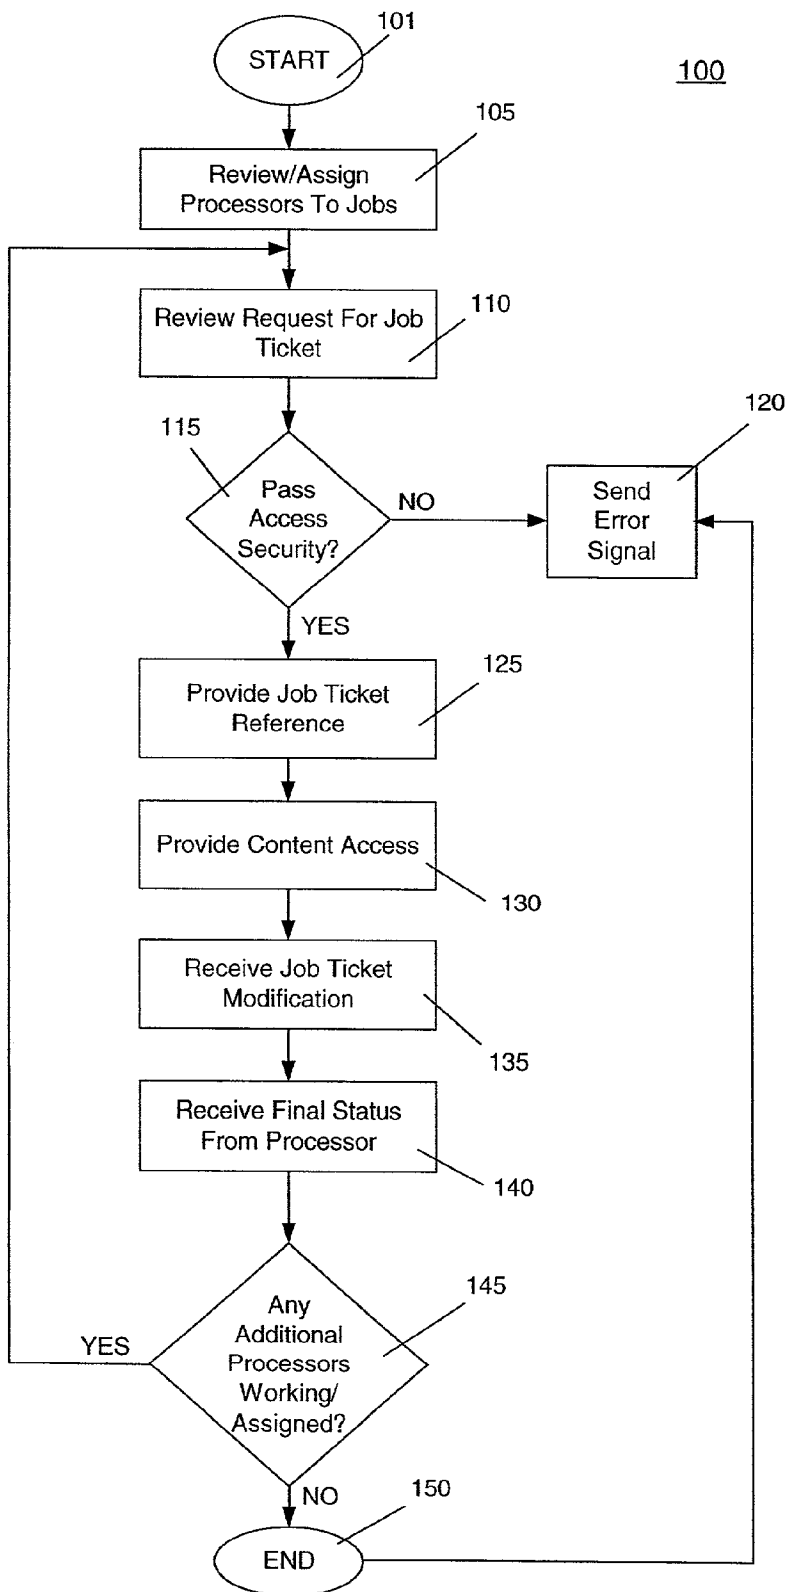 101
START
100
105
Review/Assign
Processors To Jobs
110
Review Request For Job
Ticket
115
Pass
Access
Security?
NO
120
Send
Error
Signal
YES
125
Provide Job Ticket
Reference
Provide Content Access
130
Receive Job Ticket
Modification
135
Receive Final Status
From Processor
140
145
Any
Additional
Processors
Working/
Assigned?
YES
NO
150
END